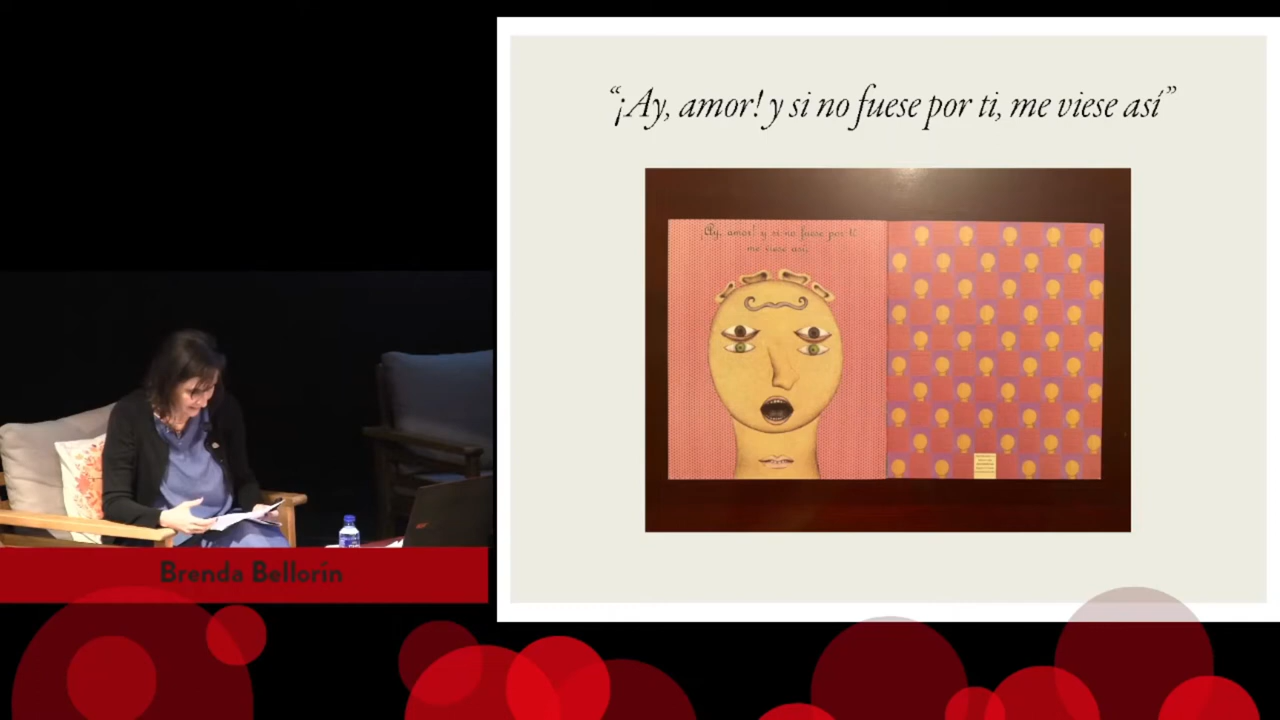 “¡Ay, amor! y si no fuese por ti, me viese así”
¡Ay, amor! y si no fuese por ti
me viese así.
Brenda Bellorín